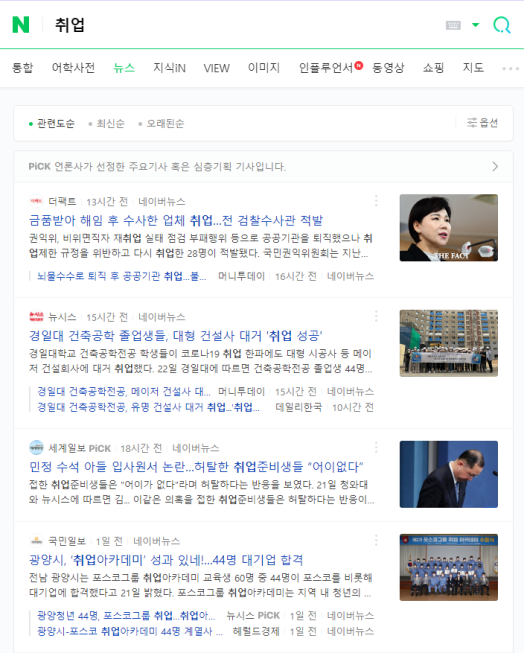 N 취업
통합 어학사전 뉴스 지식iN VIEW 이미지 인플루언서 N 동영상 쇼핑 지도
관련도순 최신순 오래된순 옵션
PiCK 언론사가 선정한 주요기사 혹은 심층기획 기사입니다.
더팩트 13시간 전 네이버뉴스
금품받아 해임 후 수사한 업체 취업...전 검찰수사관 적발
권익위, 비위면직자 재취업 실태 점검 부패행위 등으로 공공기관을 퇴직했으나 취
업제한 규정을 위반하고 다시 취업한 28명이 적발됐다. 국민권익위원회는 지난...
THE FACT
뇌물수수로 퇴직 후 공공기관 취업...불... 머니투데이 16시간 전 네이버뉴스
뉴시스 15시간 전 네이버뉴스
경일대 건축공학 졸업생들, 대형 건설사 대거 '취업 성공'
경일대학교 건축공학전공 학생들이 코로나19 취업 한파에도 대형 시공사 등 메이
저 건설회사에 대거 취업했다. 22일 경일대에 따르면 건축공학전공 졸업생 44명...
경일대 건축공학전공, 메이저 건설사 대... 머니투데이 15시간 전 네이버뉴스
경일대 건축공학전공, 유명 건설사 대거 취업...'취업... 데일리한국 10시간 전
세계일보 PiCK 18시간 전 네이버뉴스
민정 수석 아들 입사원서 논란...허탈한 취업준비생들 "어이없다"
접한 취업준비생들은 "어이가 없다"라며 허탈하다는 반응을 보였다. 21일 청와대
와 뉴시스에 따르면 김... 이같은 의혹을 접한 취업준비생들은 허탈하다는 반응이...
국민일보 1일 전 네이버뉴스
광양시, '취업아카데미' 성과 있네!...44명 대기업 합격
전남 광양시는 포스코그룹 취업아카데미 교육생 60명 중 44명이 포스코를 비롯해
대기업에 합격했다고 21일 밝혔다. 포스코아카데미는 지역 내 청년의 ...
광양청년 44명, 포스코그룹 취업...취업아... 뉴시스 PiCK 1일 전 네이버뉴스
광양시-포스코 취업아카데미 44명 계열사 ... 헤럴드경제 1일 전 네이버뉴스